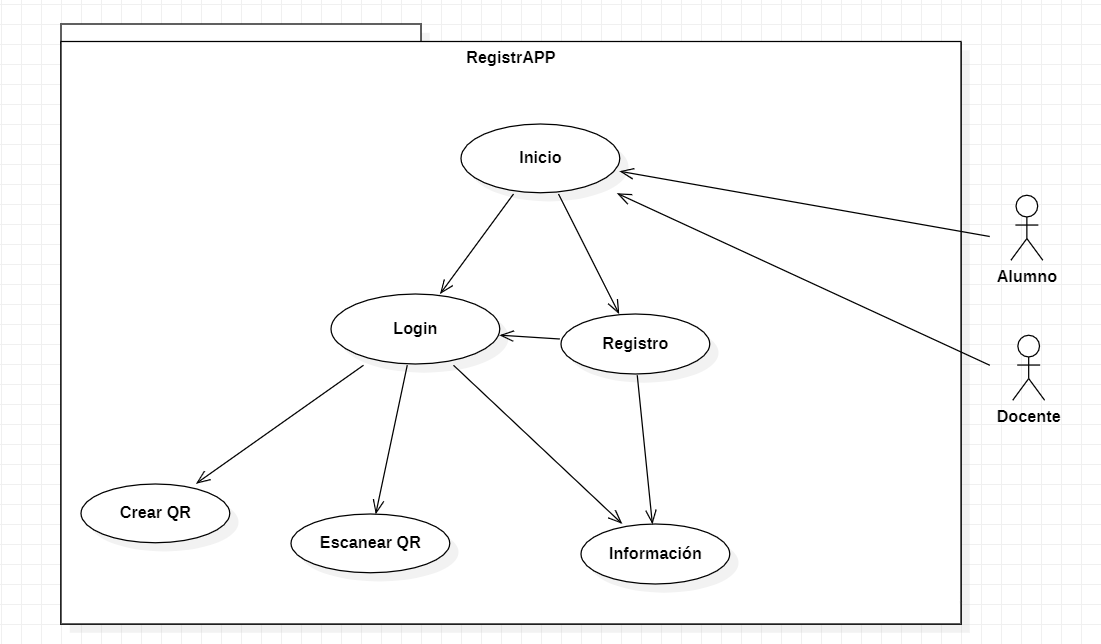 RegistrAPP
Inicio
Alumno
Login
Registro
Docente
Crear QR
Escanear QR
Información